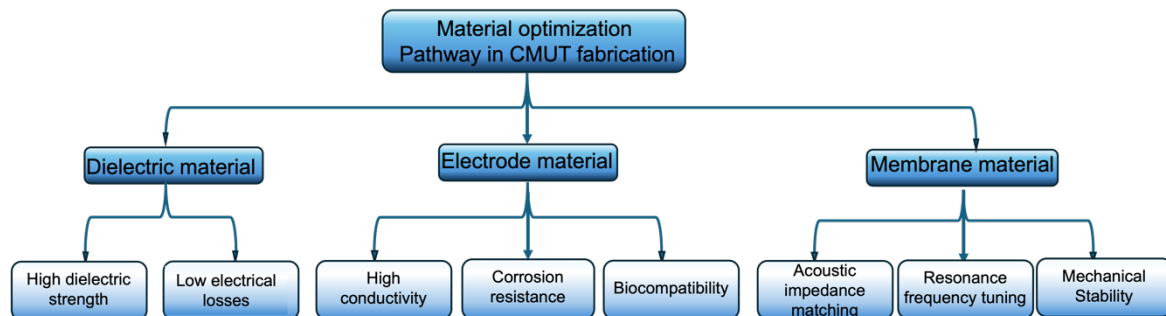 Material optimization
Pathway in CMUT fabrication
Dielectric material
Electrode material
Membrane material
High dielectric
strength
Low electrical
losses
High
conductivity
Corrosion
resistance
Biocompatibility
Acoustic
impedance
matching
Resonance
frequency tuning
Mechanical
Stability